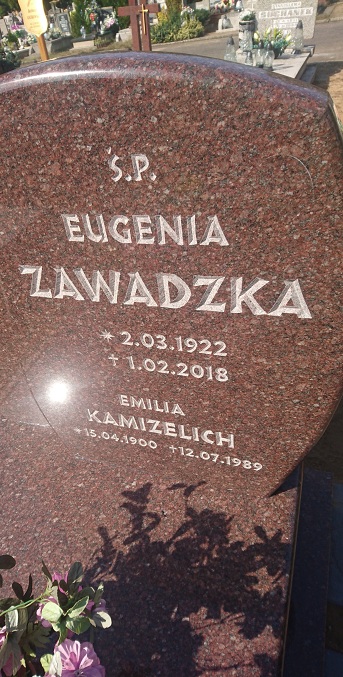 Ś.P.
EUGENIA
ZAWADZKA
* 2.03.1922
† 1.02.2018
EMILIA
KAMIZELICH
*15.04.1900 †12.07.1989